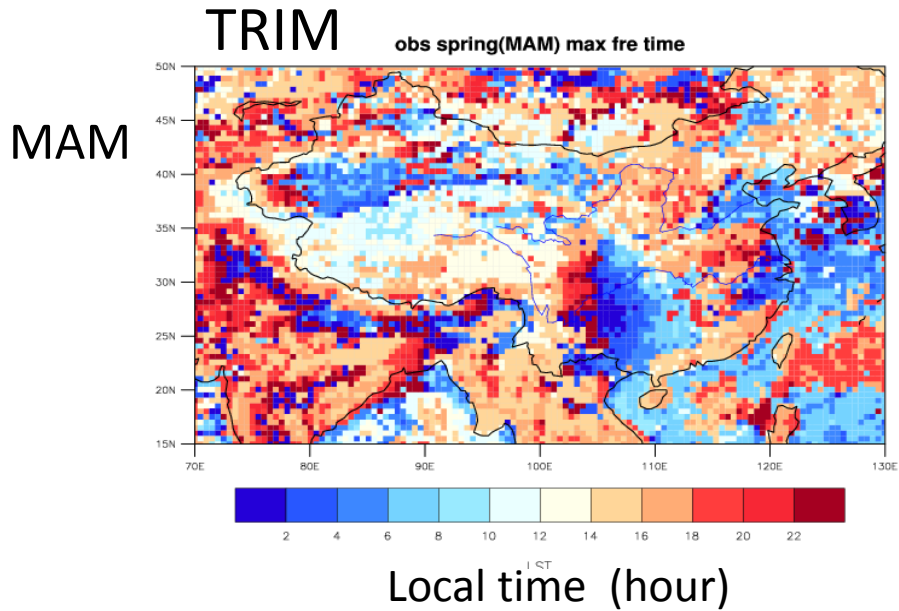 TRIM
obs spring(MAM) max fre time
MAM
50N
45N
40N
35N
30N
25N
20N
15N
70E 80E 90E 100E 110E 120E 130E
2 4 6 8 10 12 14 16 18 20 22
LST
Local time (hour)